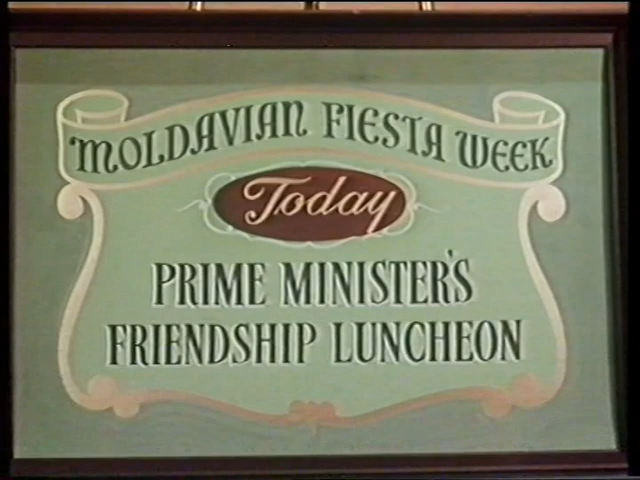 MOLDAVIAN FIESTA WEEK
Today
PRIME MINISTER'S
FRIENDSHIP LUNCHEON